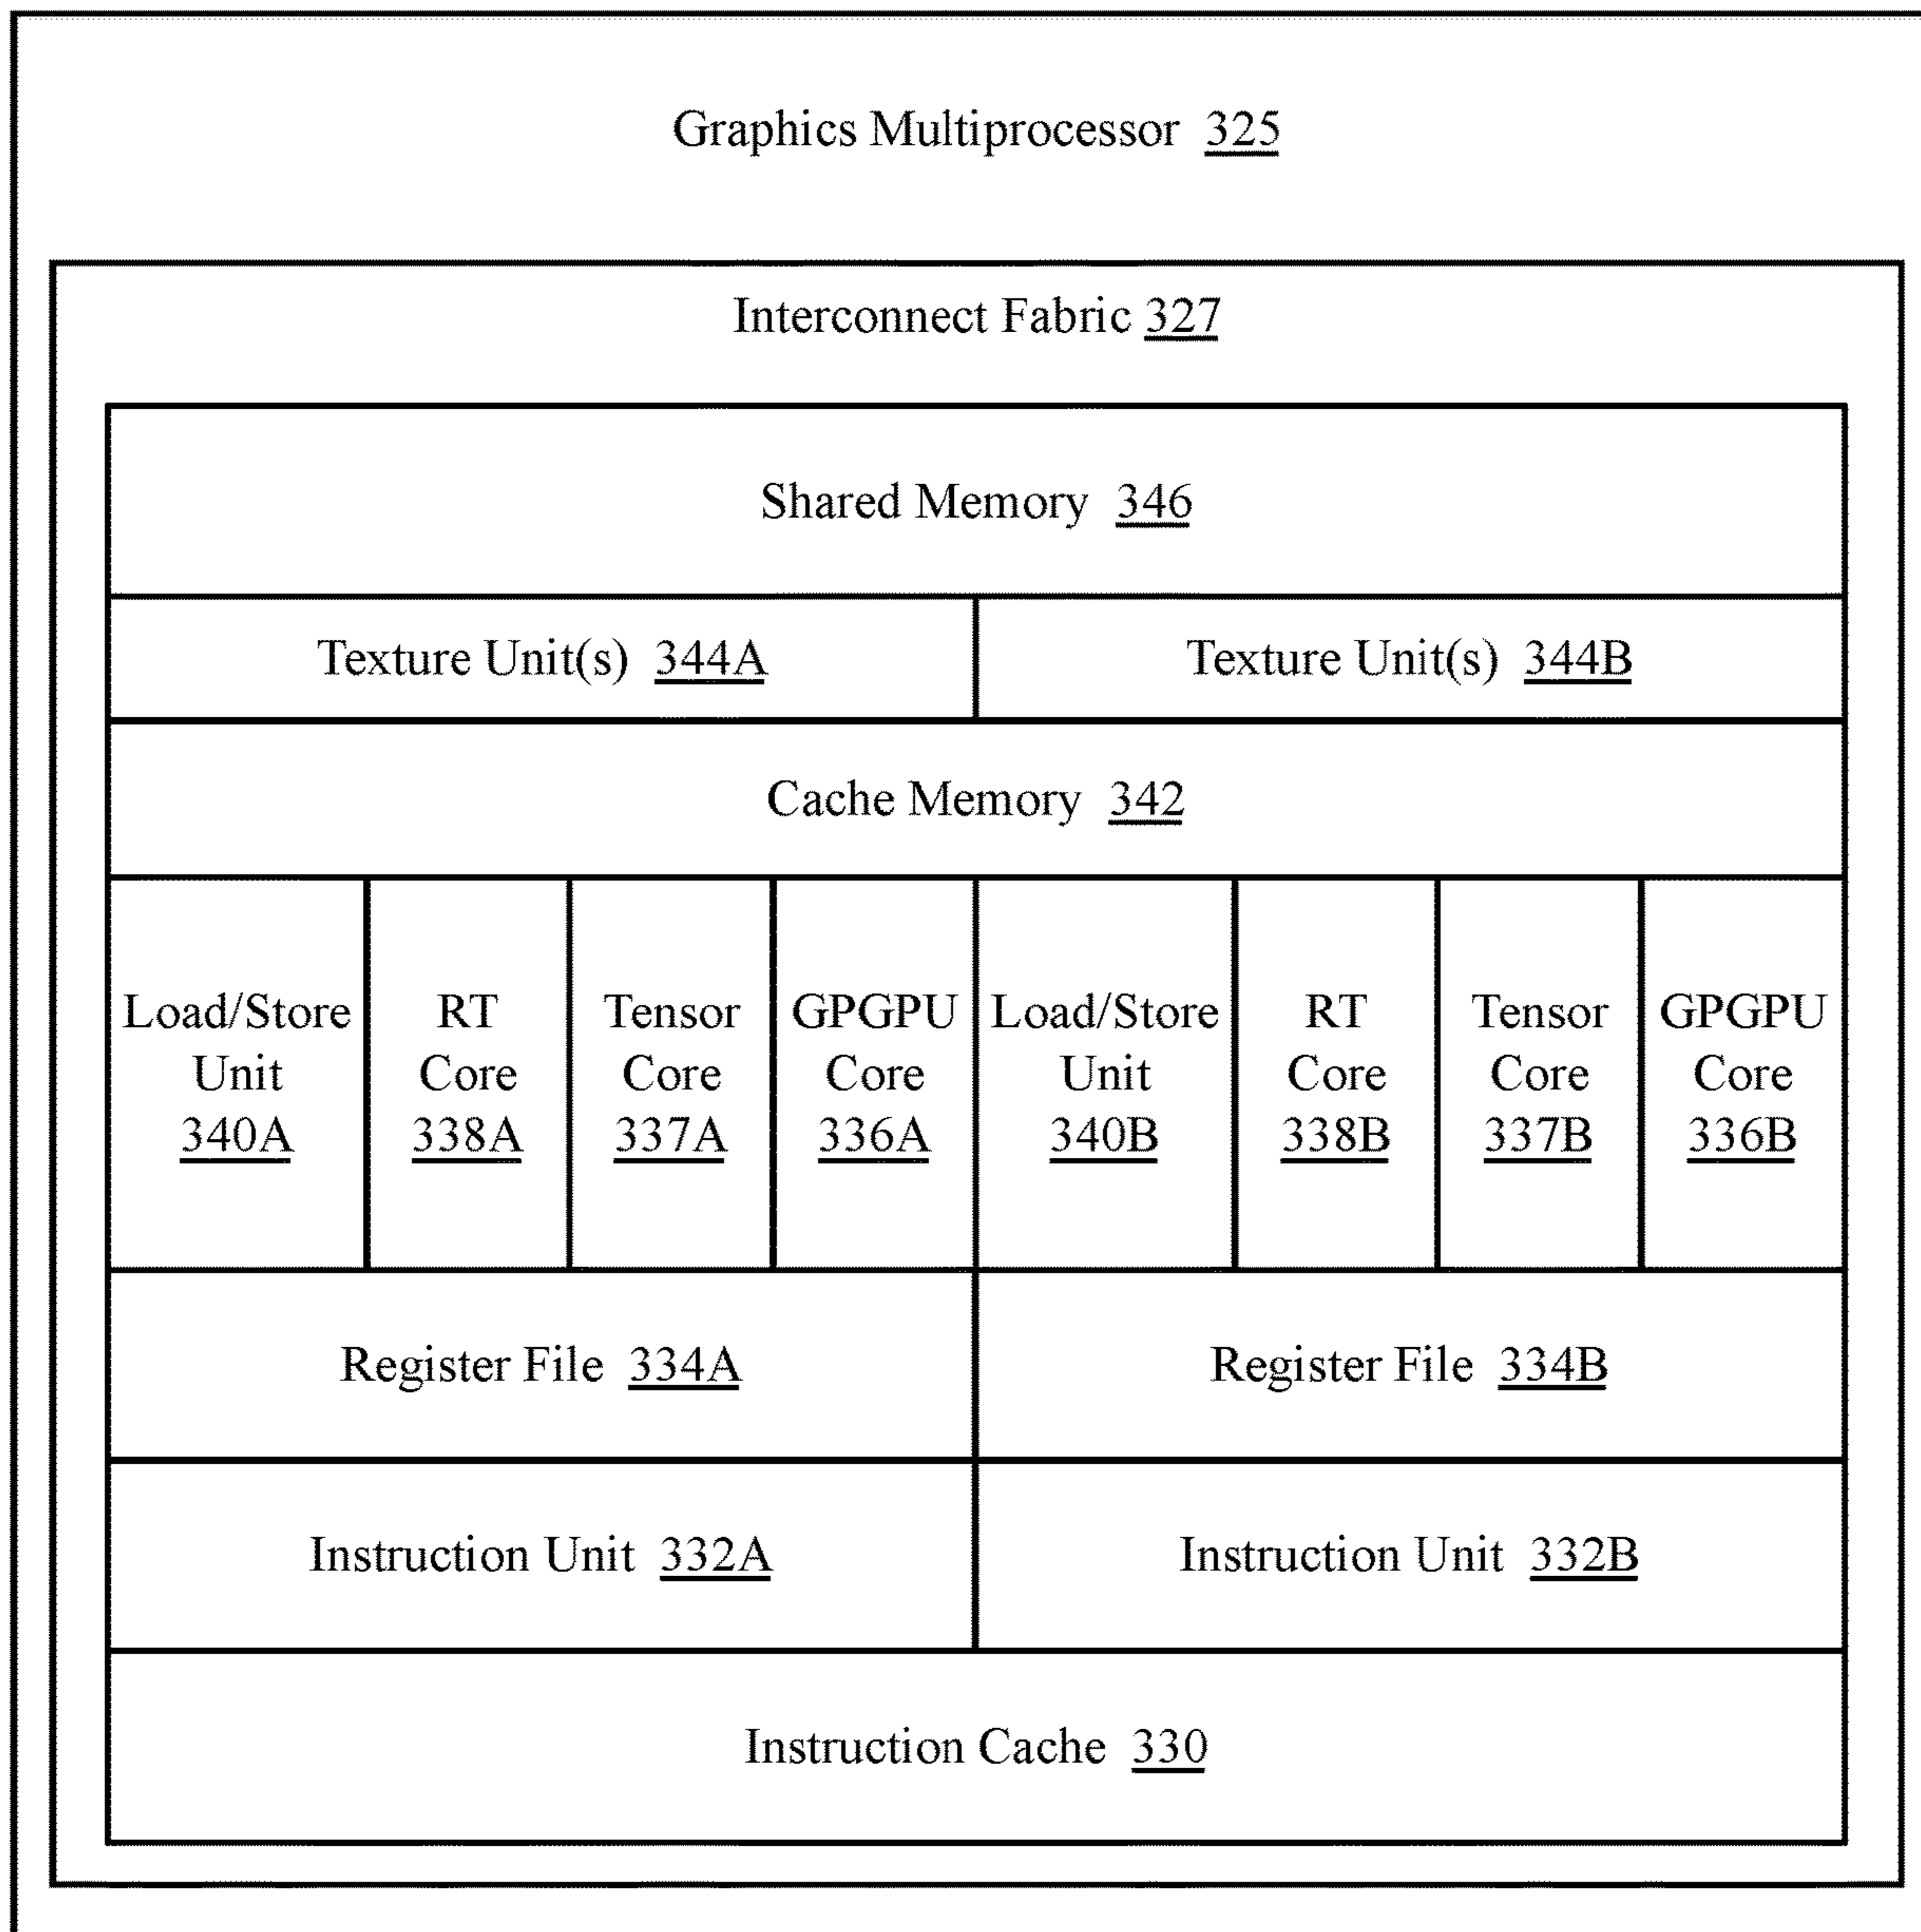 Graphics Multiprocessor 325
Interconnect Fabric 327
Shared Memory 346
Texture Unit(s) 344A
Texture Unit(s) 344B
Cache Memory 342
Load/Store
Unit
340A
RT
Core
338A
Tensor
Core
337A
GPGPU
Core
336A
Load/Store
Unit
340B
RT
Core
338B
Tensor
Core
337B
GPGPU
Core
336B
Register File 334A
Register File 334B
Instruction Unit 332A
Instruction Unit 332B
Instruction Cache 330